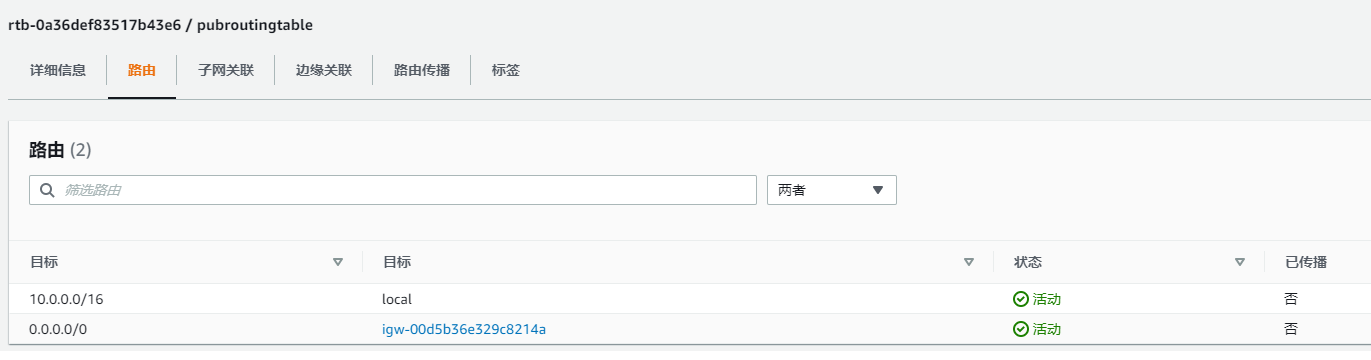 rtb-0a36def83517b43e6 / pubroutingtable
详细信息 路由 子网关联 边缘关联 路由传播 标签
路由 (2)
筛选路由 两者
目标 目标 状态 已传播
10.0.0.0/16 local 活动 否
0.0.0.0/0 igw-00d5b36e329c8214a 活动 否